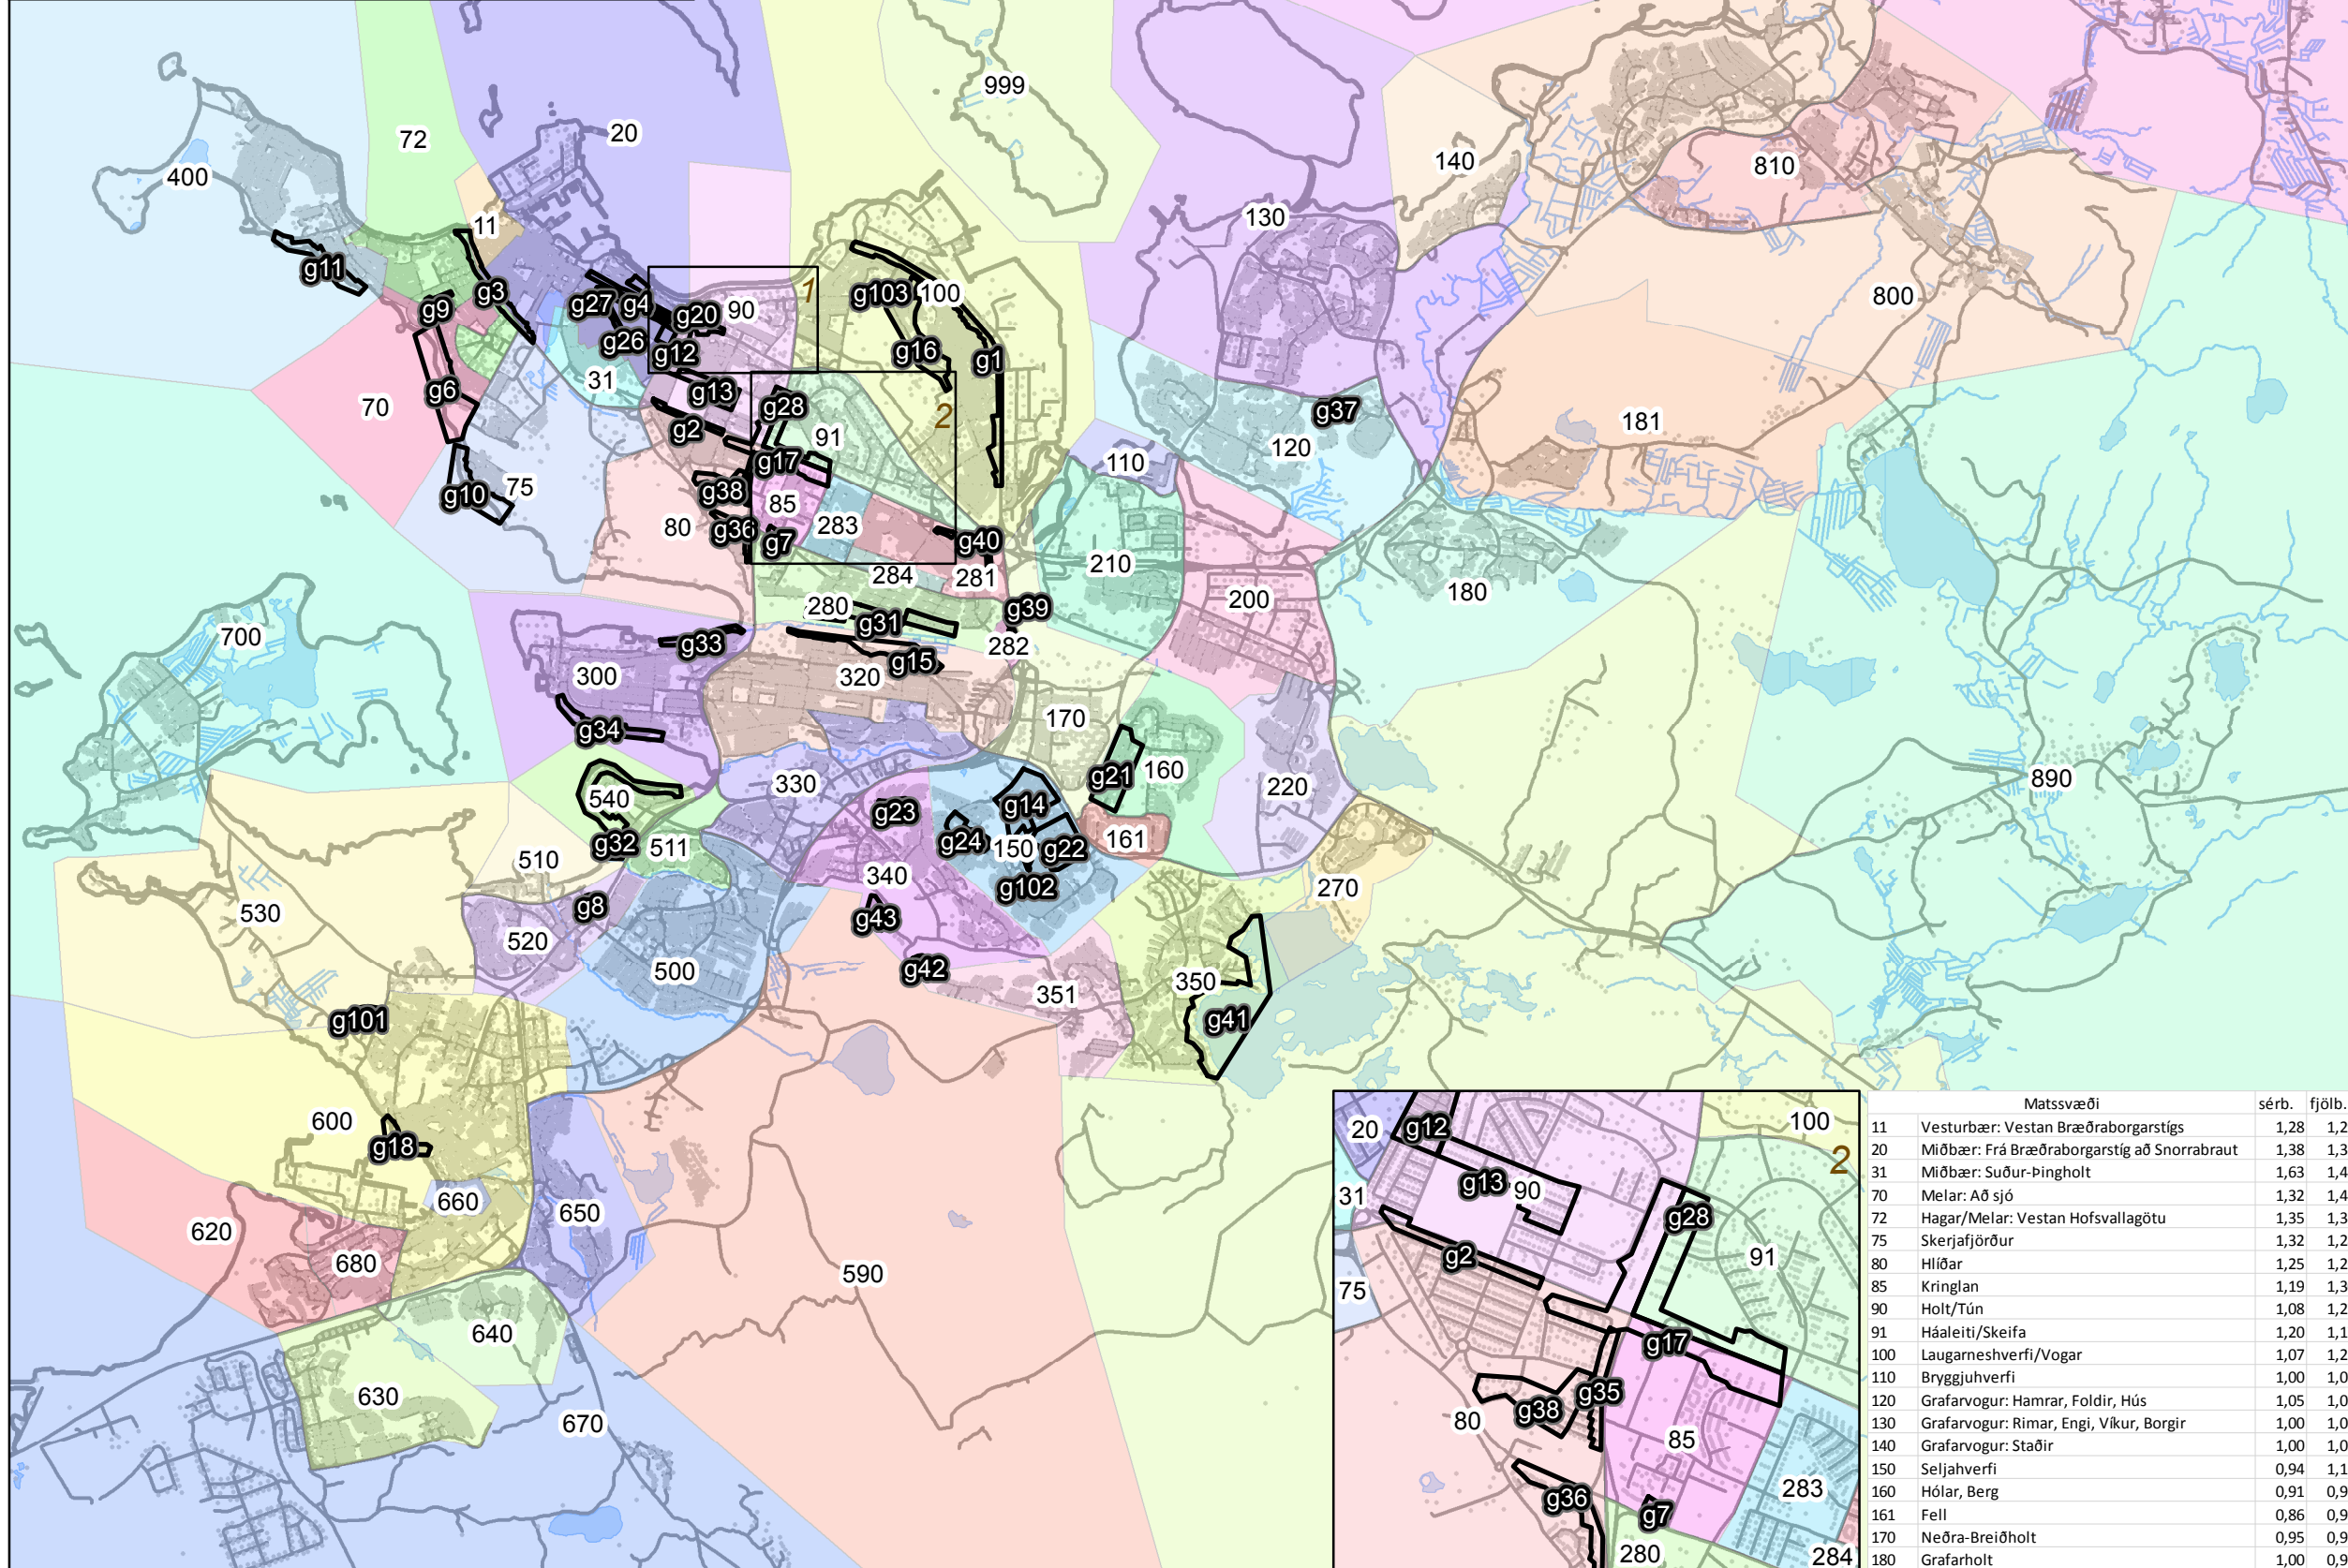 999
72
20
400
140
810
130
11
g11
g3
g9
g27
g4
g20
90
1
g103
100
800
g26
g12
g16
g1
31
g6
70
g13
g28
2
g37
181
g2
91
120
g17
110
g10
75
g38
85
283
80
g36
g7
g40
210
284
281
180
200
280
g31
g39
700
g33
282
300
320
g15
170
g34
160
g21
330
220
890
540
g23
g14
g32
511
g24
150
g22
161
510
340
g102
270
530
g8
g43
520
500
g42
350
351
g101
g41
600
g18
660
650
620
680
590
640
630
670
20
g12
100
2
g13
90
31
g28
g2
91
75
g17
g35
g38
80
85
283
g36
g7
280
284
Matssvæði sérb. fjölb.
11 Vesturbær: Vestan Bræðraborgarstígs 1,28 1,2
20 Miðbær: Frá Bræðraborgarstíg að Snorrabraut 1,38 1,3
31 Miðbær: Suður-Þingholt 1,63 1,4
70 Melar: Að sjó 1,32 1,4
72 Hagar/Melar: Vestan Hofsvallagötu 1,35 1,3
75 Skerjafjörður 1,32 1,2
80 Hlíðar 1,25 1,2
85 Kringlan 1,19 1,3
90 Holt/Tún 1,08 1,2
91 Háaleiti/Skeifa 1,20 1,1
100 Laugarneshverfi/Vogar 1,07 1,2
110 Bryggjuhverfi 1,00 1,0
120 Grafarvogur: Hamrar, Foldir, Hús 1,05 1,0
130 Grafarvogur: Rimar, Engi, Víkur, Borgir 1,00 1,0
140 Grafarvogur: Staðir 1,00 1,0
150 Seljahverfi 0,94 1,1
160 Hólar, Berg 0,91 0,9
161 Fell 0,86 0,9
170 Neðra-Breiðholt 0,95 0,9
180 Grafarholt 1,00 0,9